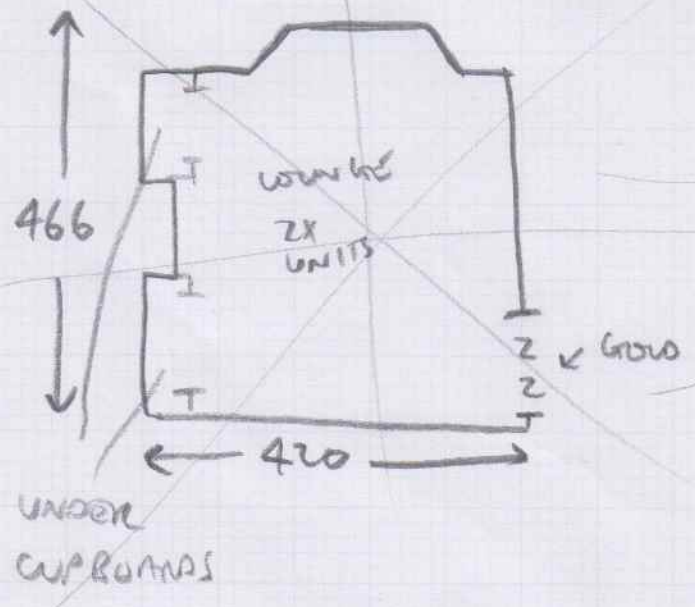 466
LOUNGE
2X
UNITS
Z
Z
GOLD
420
UNDER
CUPBOARDS